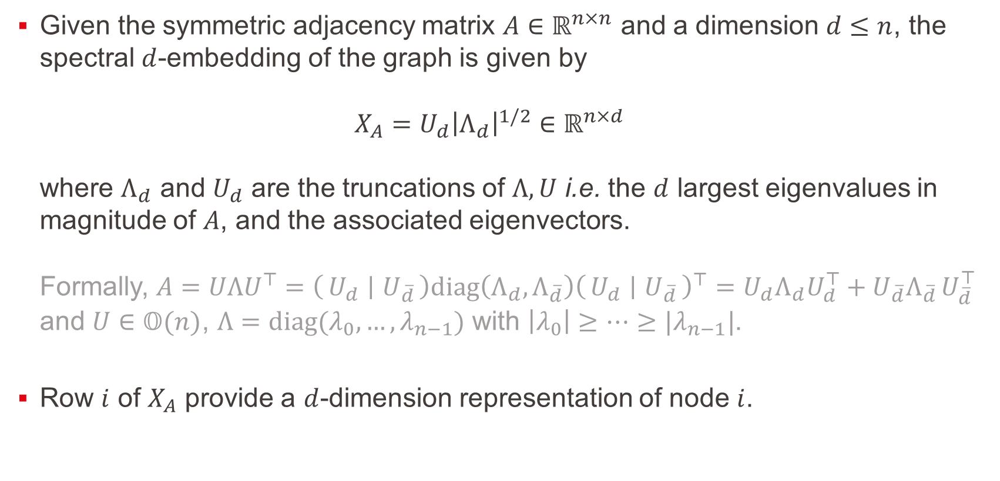 ▪ Given the symmetric adjacency matrix $A \in \mathbb{R}^{n \times n}$ and a dimension $d \leq n$, the
spectral $d$-embedding of the graph is given by
$X_A = U_d |\Lambda_d|^{1/2} \in \mathbb{R}^{n \times d}$
where $\Lambda_d$ and $U_d$ are the truncations of $\Lambda, U$ i.e. the $d$ largest eigenvalues in
magnitude of $A$, and the associated eigenvectors.
Formally, $A = U \Lambda U^\top = ( U_d \mid U_{\bar{d}} ) \mathrm{diag}(\Lambda_d, \Lambda_{\bar{d}}) ( U_d \mid U_{\bar{d}} )^\top = U_d \Lambda_d U_d^\top + U_{\bar{d}} \Lambda_{\bar{d}} U_{\bar{d}}^\top$
and $U \in \mathbb{O}(n)$, $\Lambda = \mathrm{diag}(\lambda_0, \ldots, \lambda_{n-1})$ with $|\lambda_0| \geq \cdots \geq |\lambda_{n-1}|$.
▪ Row $i$ of $X_A$ provide a $d$-dimension representation of node $i$.